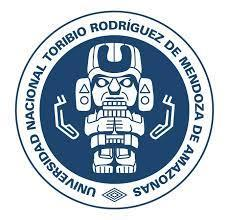 UNIVERSIDAD NACIONAL TORIBIO RODRÍGUEZ DE MENDOZA DE AMAZONAS